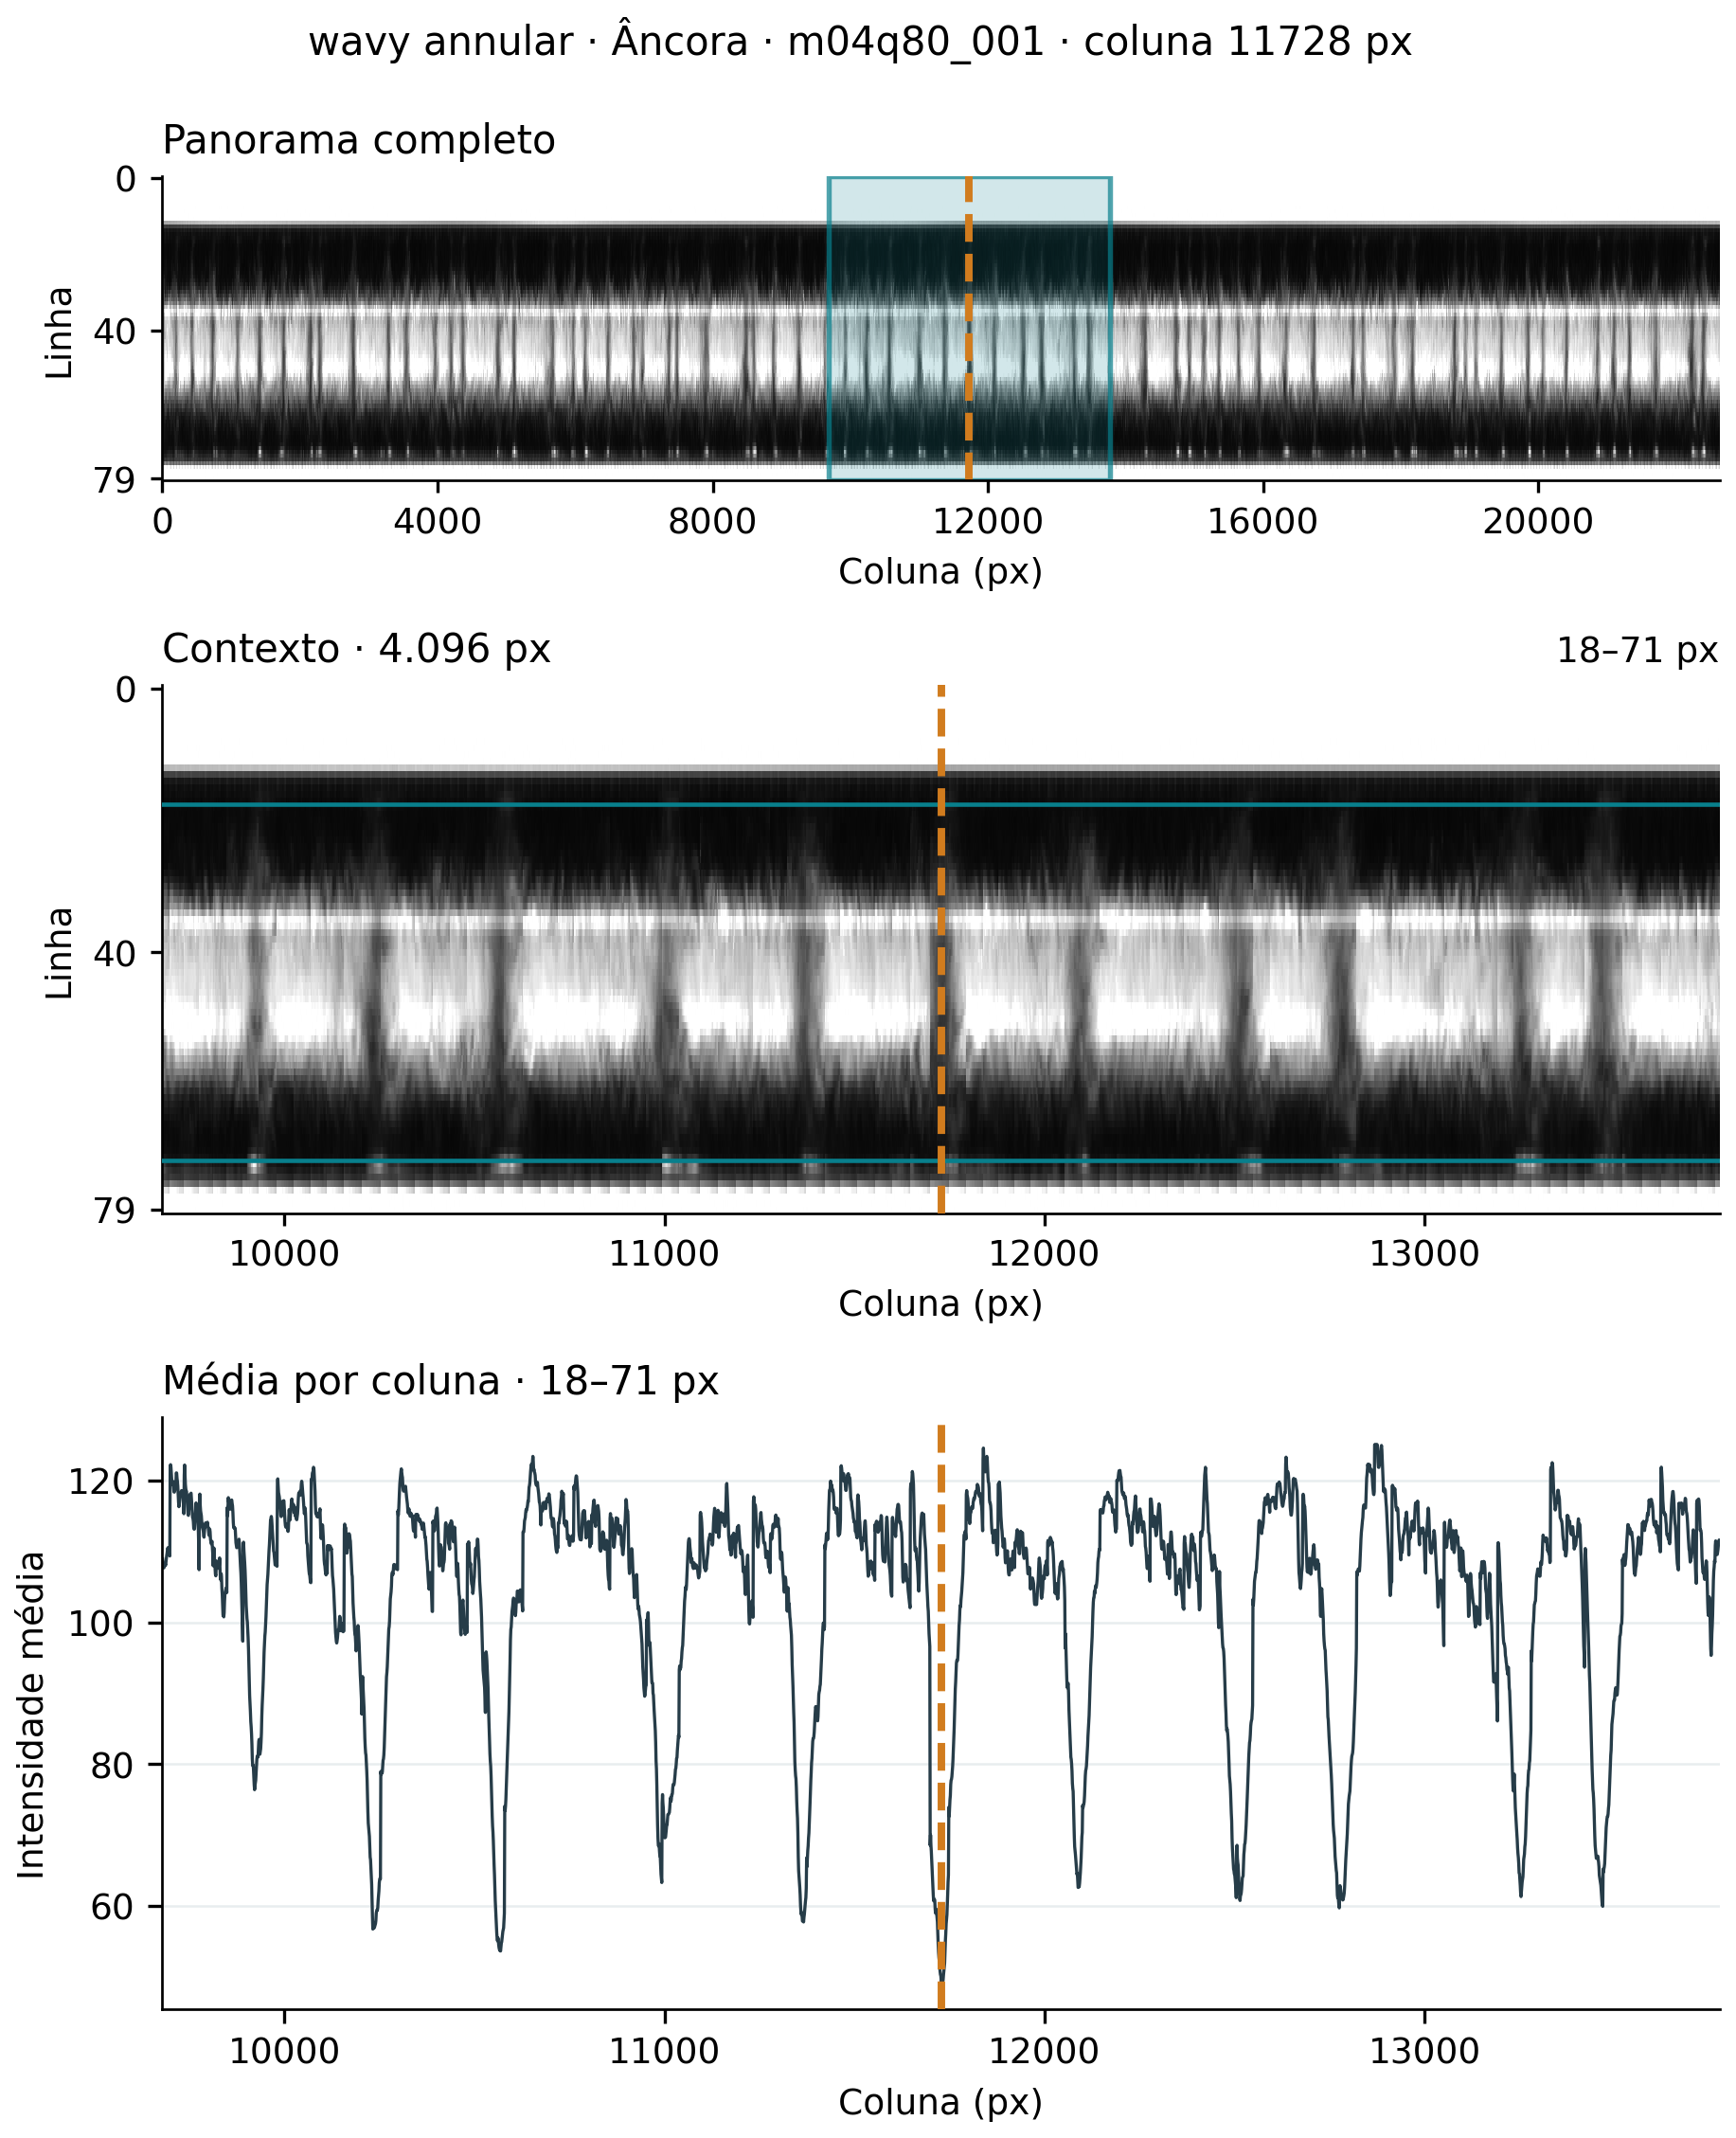 wavy annular · Âncora · m04q80_001 · coluna 11728 px
Panorama completo
0
40
79
Linha
0 4000 8000 12000 16000 20000
Coluna (px)
Contexto · 4.096 px
18–71 px
0
40
79
Linha
10000 11000 12000 13000
Coluna (px)
Média por coluna · 18–71 px
120
100
80
60
Intensidade média
10000 11000 12000 13000
Coluna (px)